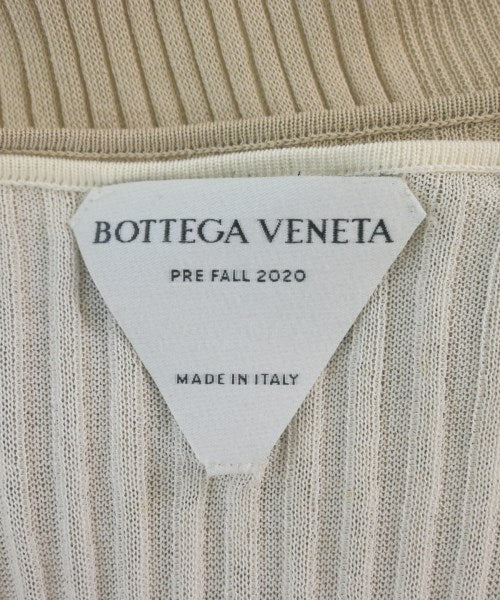 BOTTEGA VENETA
PRE FALL 2020
MADE IN ITALY